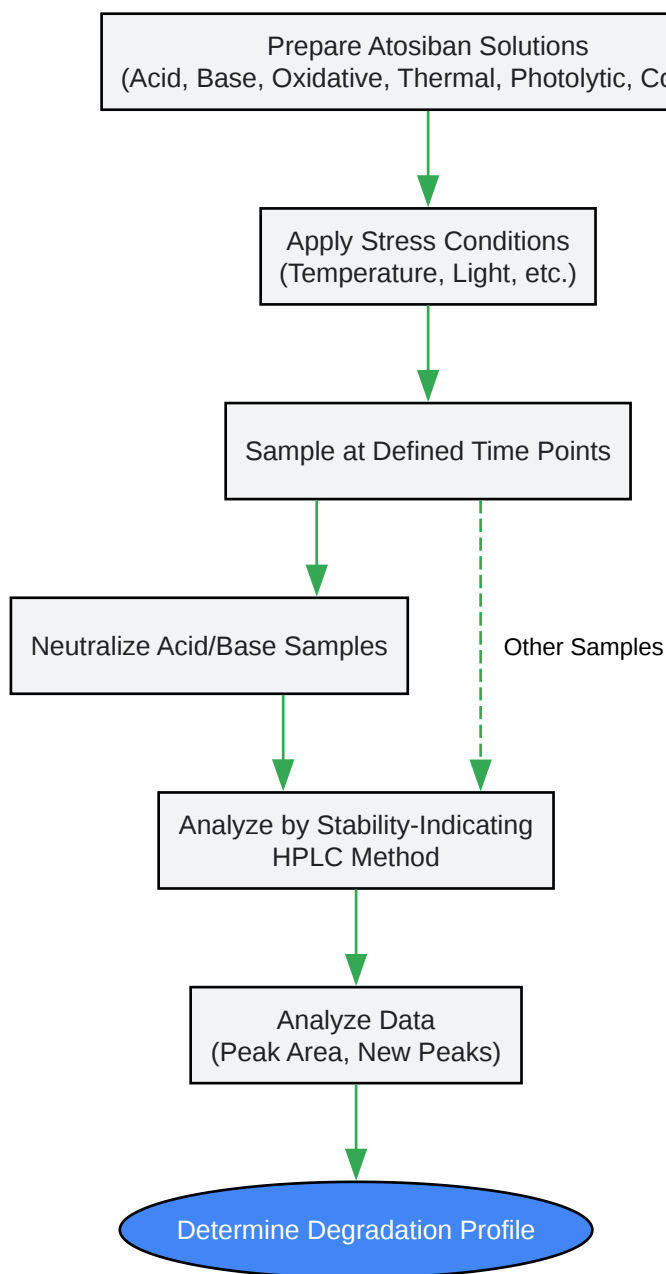 Prepare Atosiban Solutions
(Acid, Base, Oxidative, Thermal, Photolytic,
Apply Stress Conditions
(Temperature, Light, etc.)
Sample at Defined Time Points
Neutralize Acid/Base Samples
Other Samples
Analyze by Stability-Indicating
HPLC Method
Analyze Data
(Peak Area, New Peaks)
Determine Degradation Profile